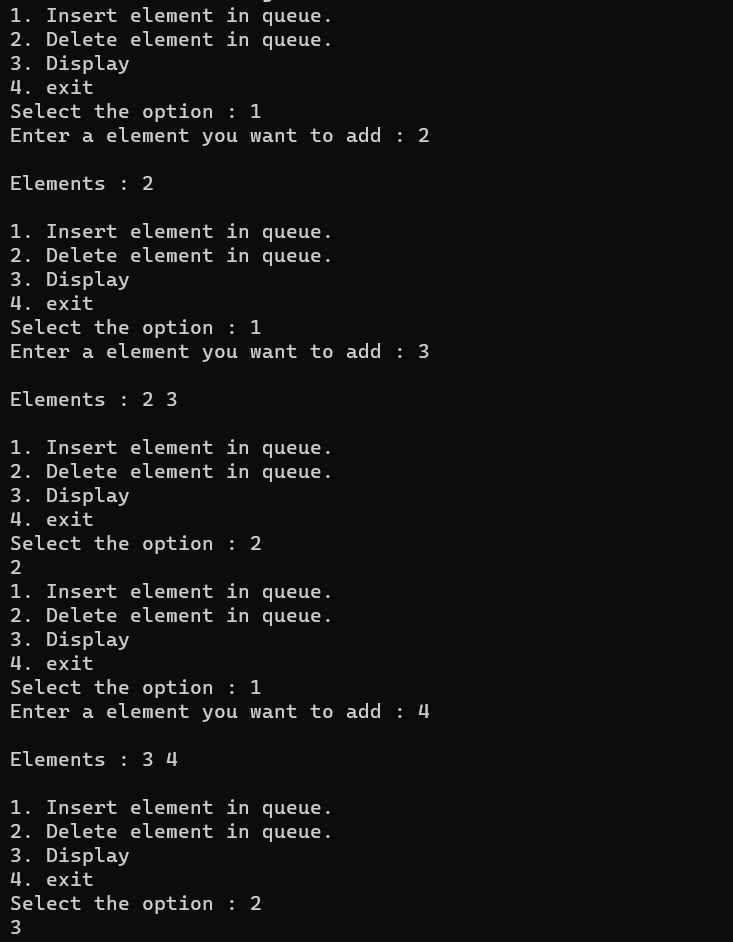 1. Insert element in queue.
2. Delete element in queue.
3. Display
4. exit
Select the option : 1
Enter a element you want to add : 2
Elements : 2
1. Insert element in queue.
2. Delete element in queue.
3. Display
4. exit
Select the option : 1
Enter a element you want to add : 3
Elements : 2 3
1. Insert element in queue.
2. Delete element in queue.
3. Display
4. exit
Select the option : 2
2
1. Insert element in queue.
2. Delete element in queue.
3. Display
4. exit
Select the option : 1
Enter a element you want to add : 4
Elements : 3 4
1. Insert element in queue.
2. Delete element in queue.
3. Display
4. exit
Select the option : 2
3